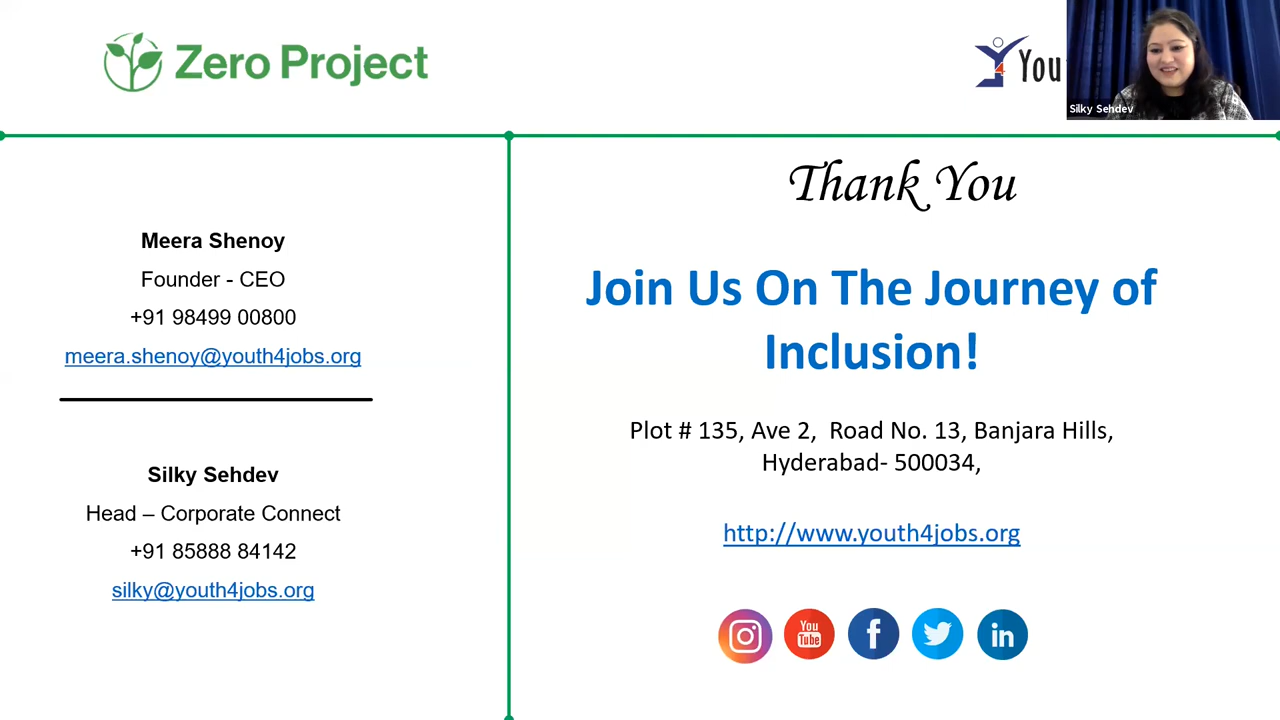 Zero Project
Silky Sehdev
Thank You
Join Us On The Journey of
Inclusion!
Plot # 135, Ave 2,  Road No. 13, Banjara Hills,
Hyderabad- 500034,
http://www.youth4jobs.org
You
Tube
f
in
Meera Shenoy
Founder - CEO
+91 98499 00800
meera.shenoy@youth4jobs.org
Silky Sehdev
Head – Corporate Connect
+91 85888 84142
silky@youth4jobs.org